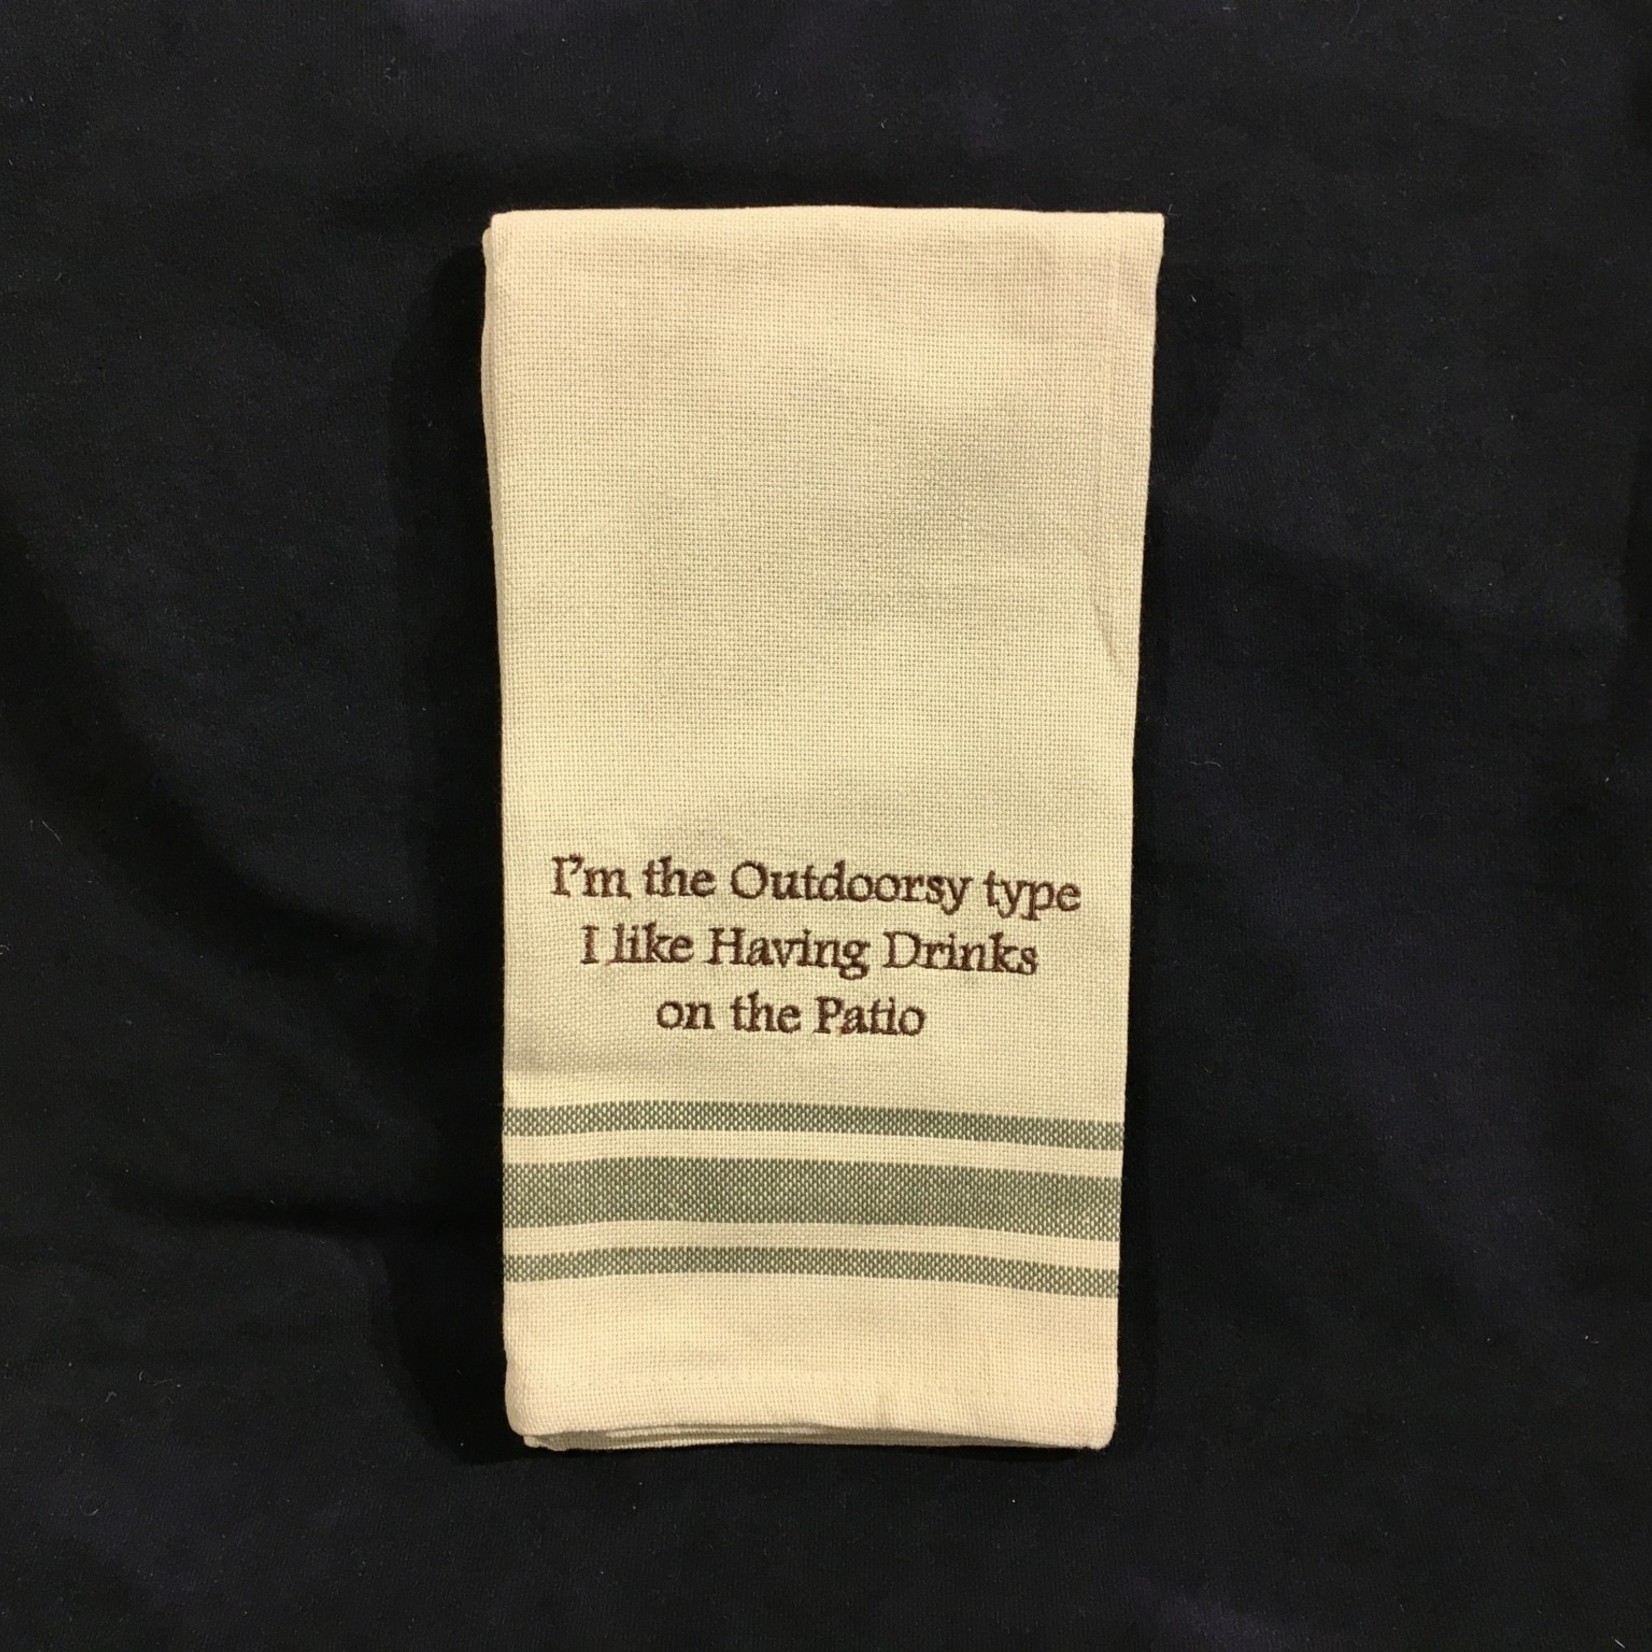 I'm the Outdoorsy type
I like Having Drinks
on the Patio